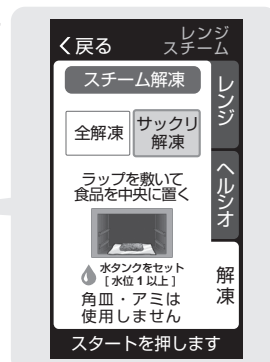 く戻る
レンジ
スチーム
スチーム解凍
全解凍
サックリ
解凍
ラップを敷いて
食品を中央に置く
水タンクをセット
[水位1以上]
角皿・アミは
使用しません
レンジ
ヘルシオ
解凍
スタートを押します